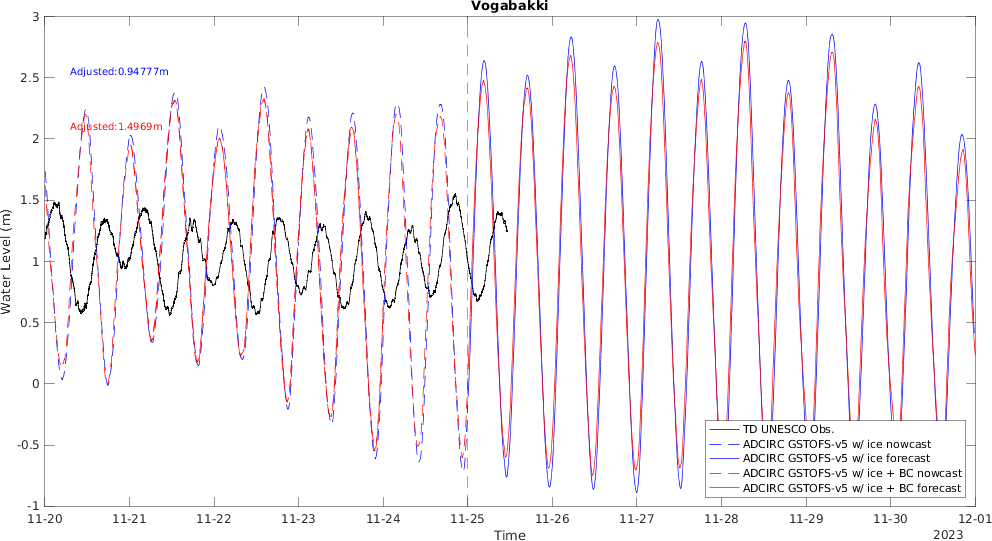 Vogabakki
Adjusted:0.94777m
Adjusted:1.4969m
Water Level (m)
3
2.5
2
1.5
1
0.5
0
-0.5
-1
TD UNESCO Obs.
ADCIRC GSTOFS-v5 w/ ice nowcast
ADCIRC GSTOFS-v5 w/ ice forecast
ADCIRC GSTOFS-v5 w/ ice + BC nowcast
ADCIRC GSTOFS-v5 w/ ice + BC forecast
11-20 11-21 11-22 11-23 11-24 11-25 11-26 11-27 11-28 11-29 11-30 12-01
Time
2023